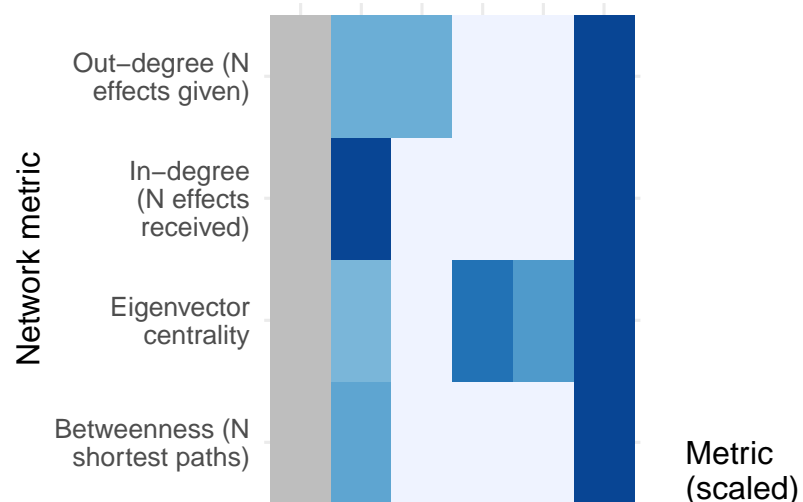 Network metric
Out−degree (N
effects given)
In−degree
(N effects
received)
Eigenvector
centrality
Betweenness (N
shortest paths)
Metric
(scaled)